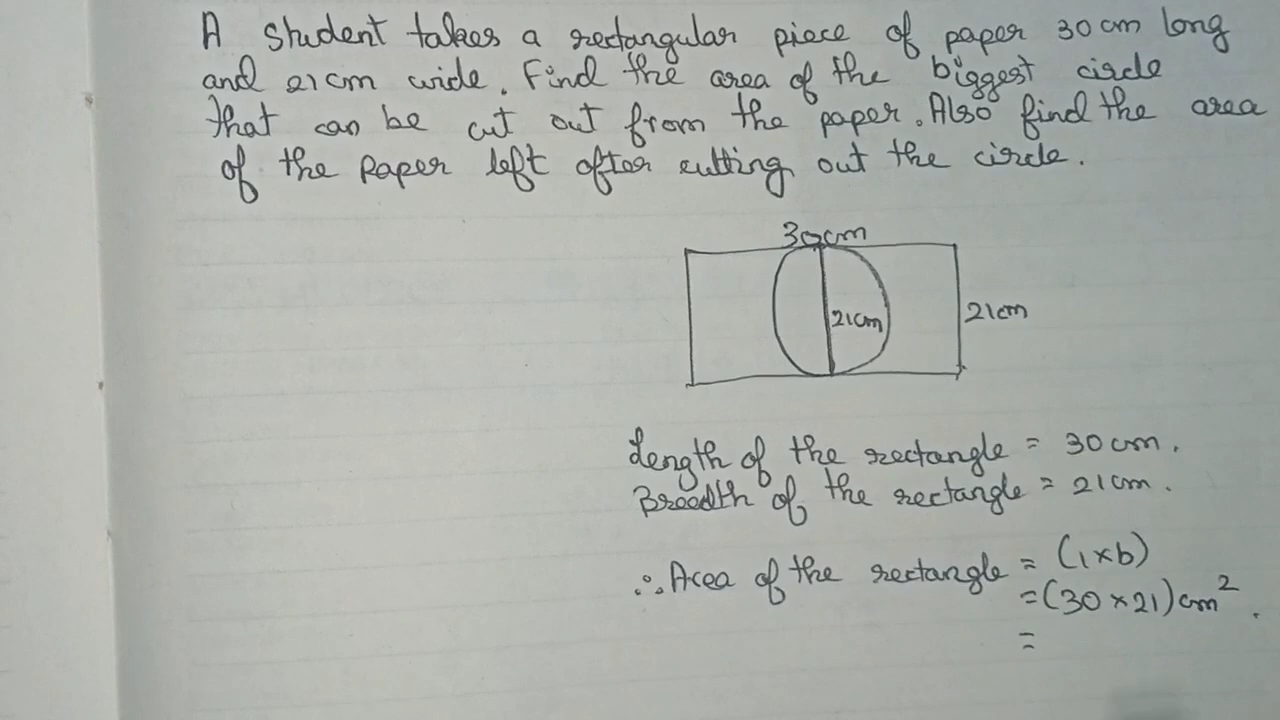 A student takes a rectangular piece of paper 30 cm long
and 21 cm wide. Find the area of the biggest circle
that can be cut out from the paper. Also find the area
of the paper left after cutting out the circle.
30cm
21cm
21cm
Length of the rectangle = 30 cm.
Breadth of the rectangle = 21 cm.
∴ Area of the rectangle = (l×b)
= (30×21) cm².
=